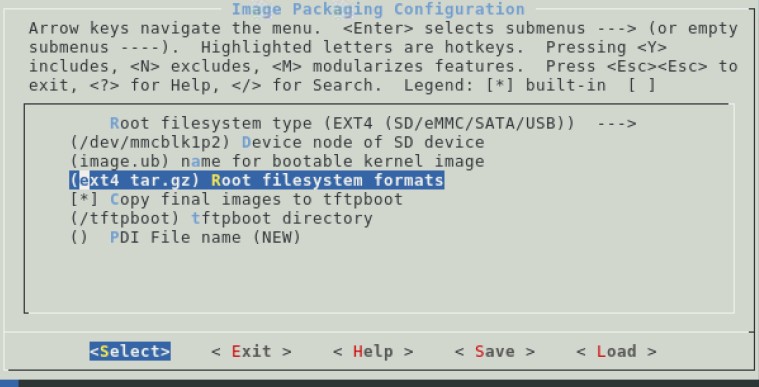 Image Packaging Configuration
Arrow keys navigate the menu.  <Enter> selects submenus ---> (or empty
submenus ----).  Highlighted letters are hotkeys.  Pressing <Y>
includes, <N> excludes, <M> modularizes features.  Press <Esc><Esc> to
exit, <?> for Help, </> for Search.  Legend: [*] built-in  [ ]
Root filesystem type (EXT4 (SD/eMMC/SATA/USB))  --->
(/dev/mmcblk1p2) Device node of SD device
(image.ub) name for bootable kernel image
(ext4 tar.gz) Root filesystem formats
[*] Copy final images to tftpboot
(/tftpboot) tftpboot directory
()  PDI File name (NEW)
<Select>    < Exit >    < Help >    < Save >    < Load >